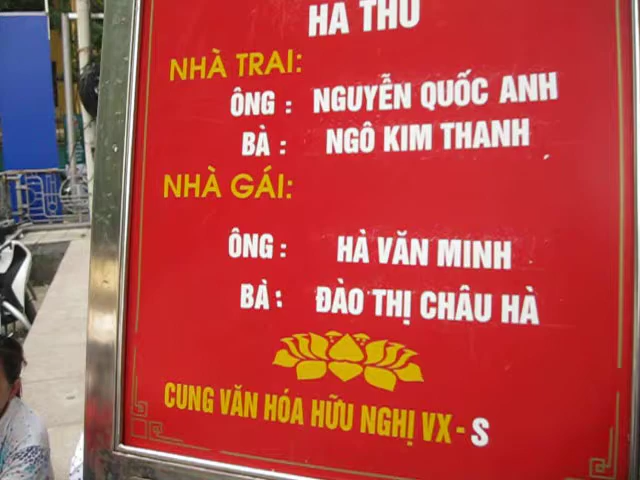 HÀ THU
NHÀ TRAI:
ÔNG : NGUYỄN QUỐC ANH
BÀ : NGÔ KIM THANH
NHÀ GÁI:
ÔNG : HÀ VĂN MINH
BÀ : ĐÀO THỊ CHÂU HÀ
CUNG VĂN HÓA HỮU NGHỊ VX - S